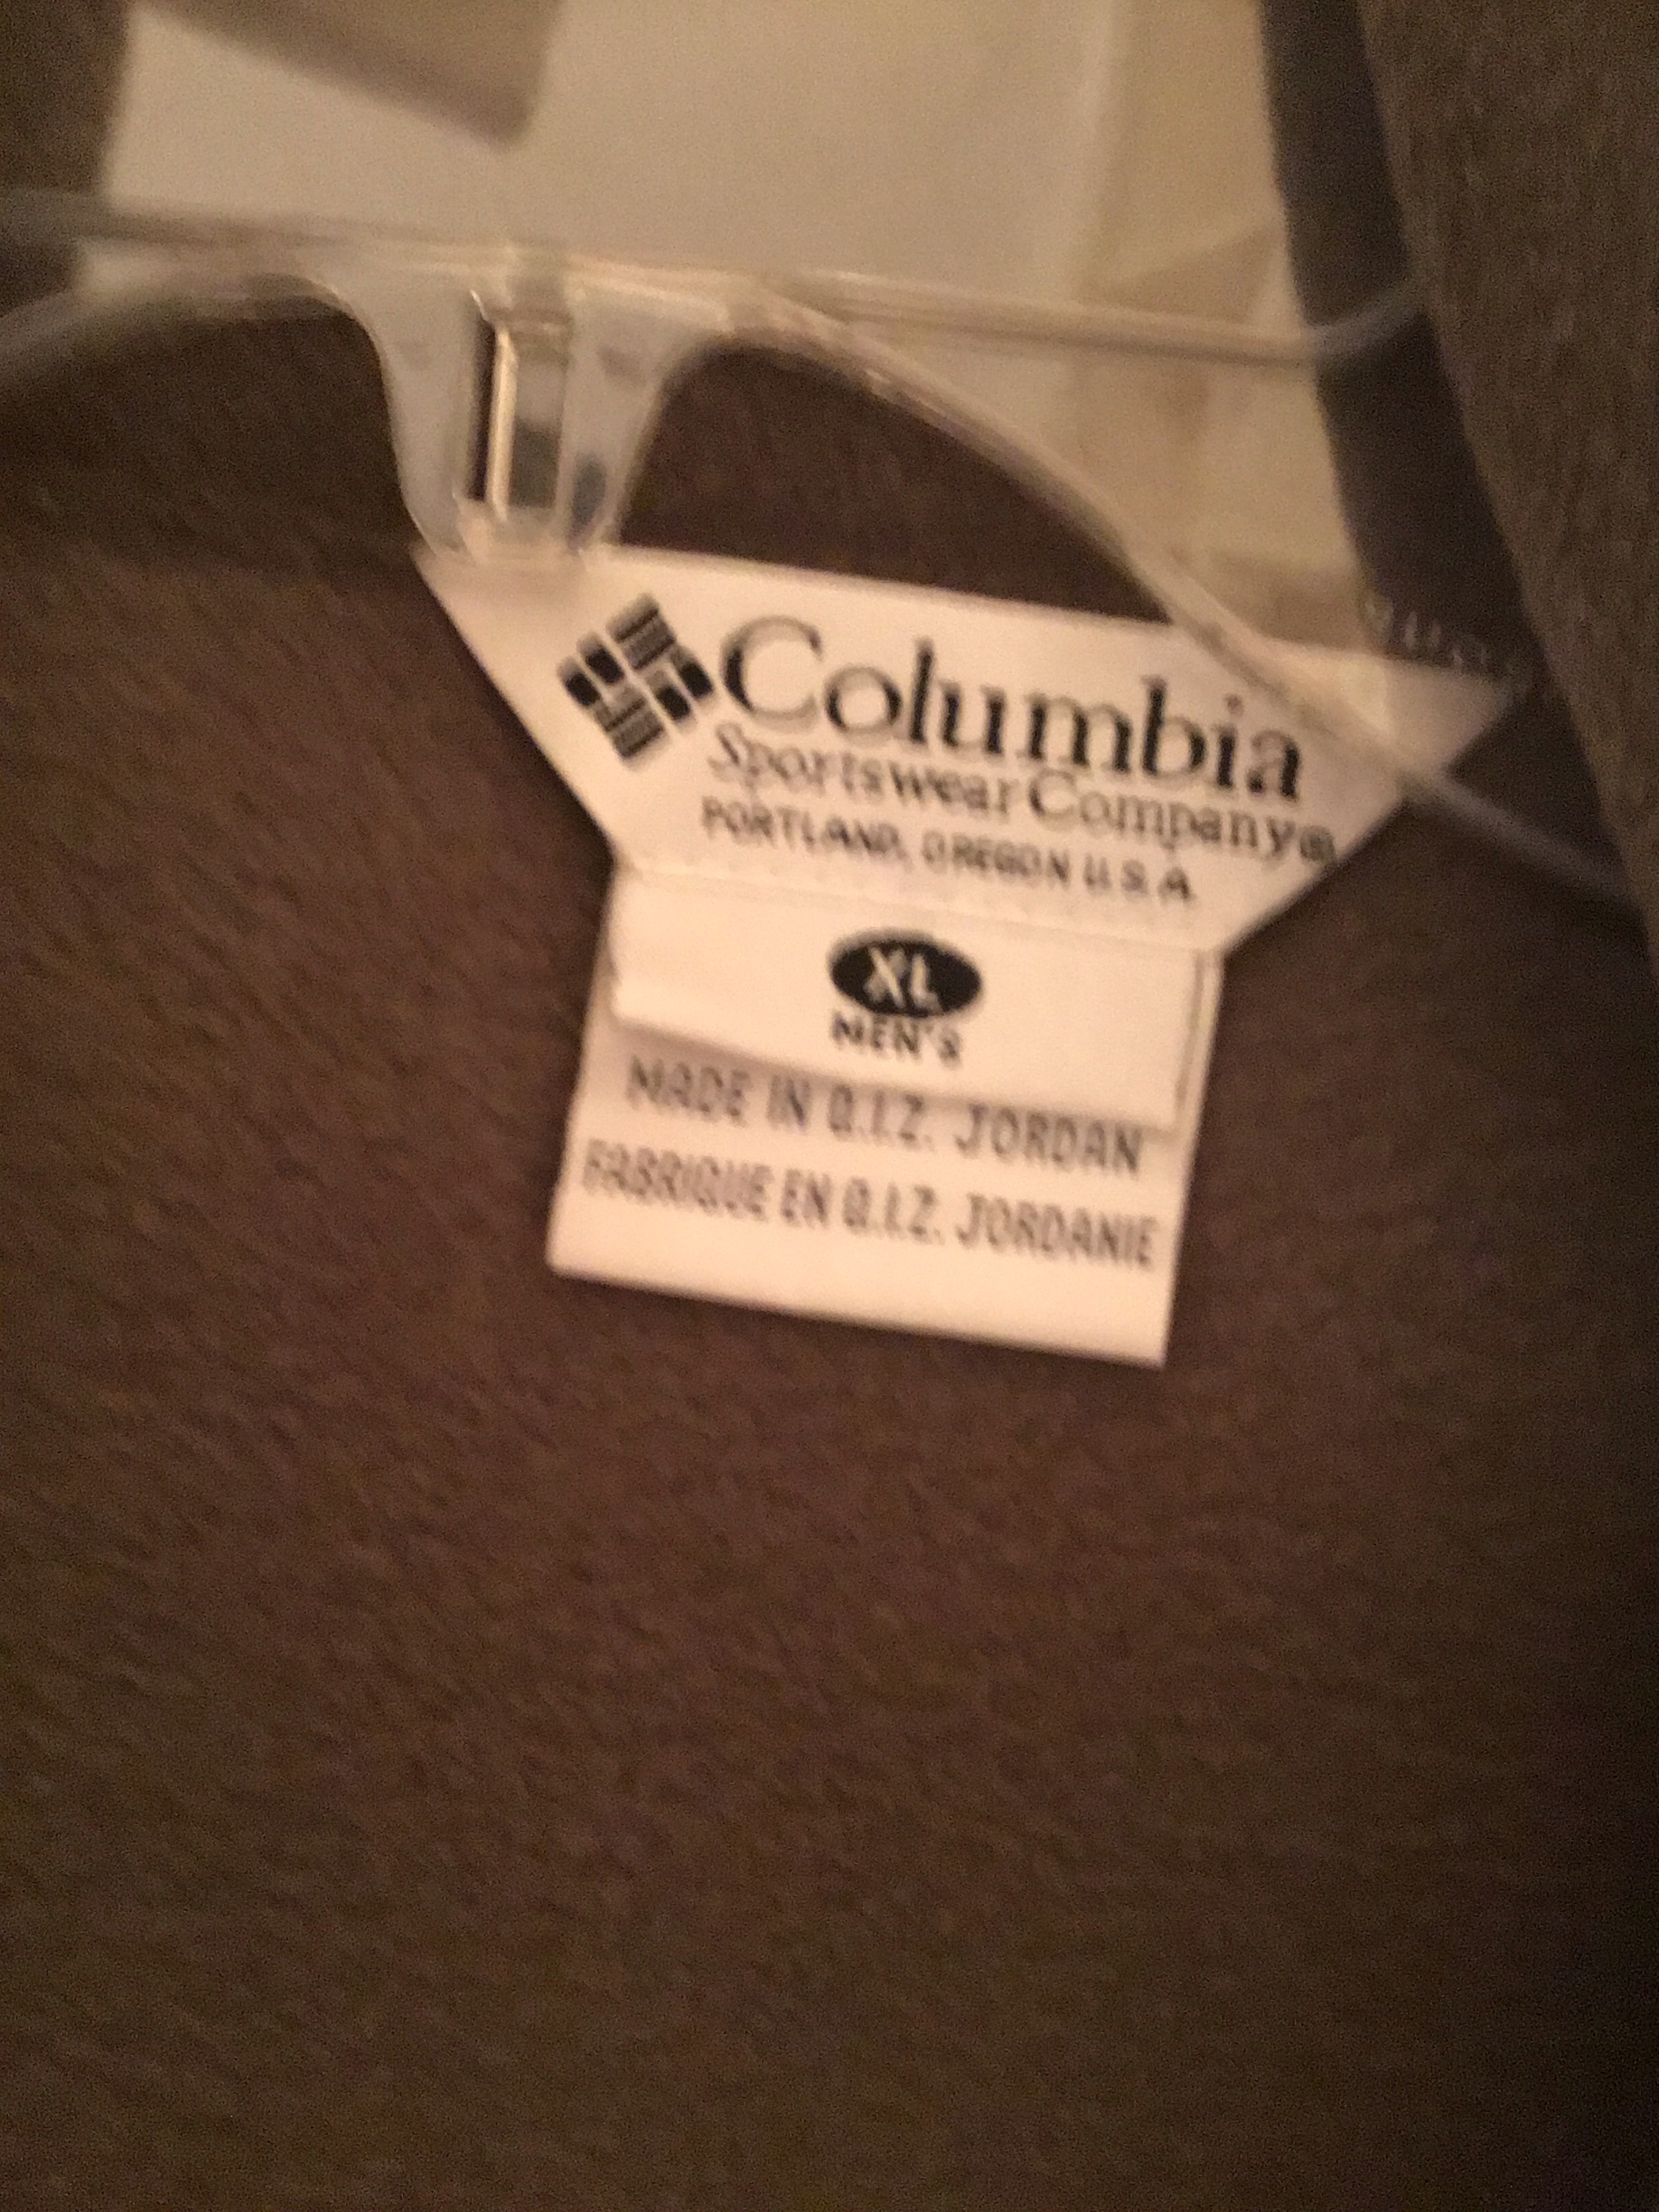 Columbia
Sportswear Company®
PORTLAND, OREGON U.S.A.
XL
MEN'S
MADE IN Q.I.Z. JORDAN
FABRIQUE EN Q.I.Z. JORDANIE